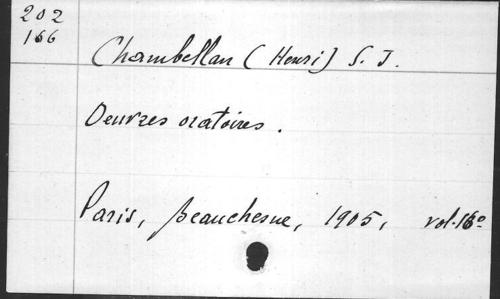 202
166
Chambellan (Henri) S. J.
Oeuvres oratoires.
Paris, Beauchesne, 1905, vol. 16º